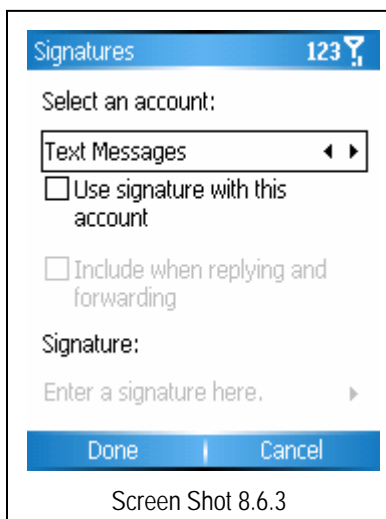 Signatures 123
Select an account:
Text Messages
Use signature with this
account
Include when replying and
forwarding
Signature:
Enter a signature here.
Done Cancel
Screen Shot 8.6.3